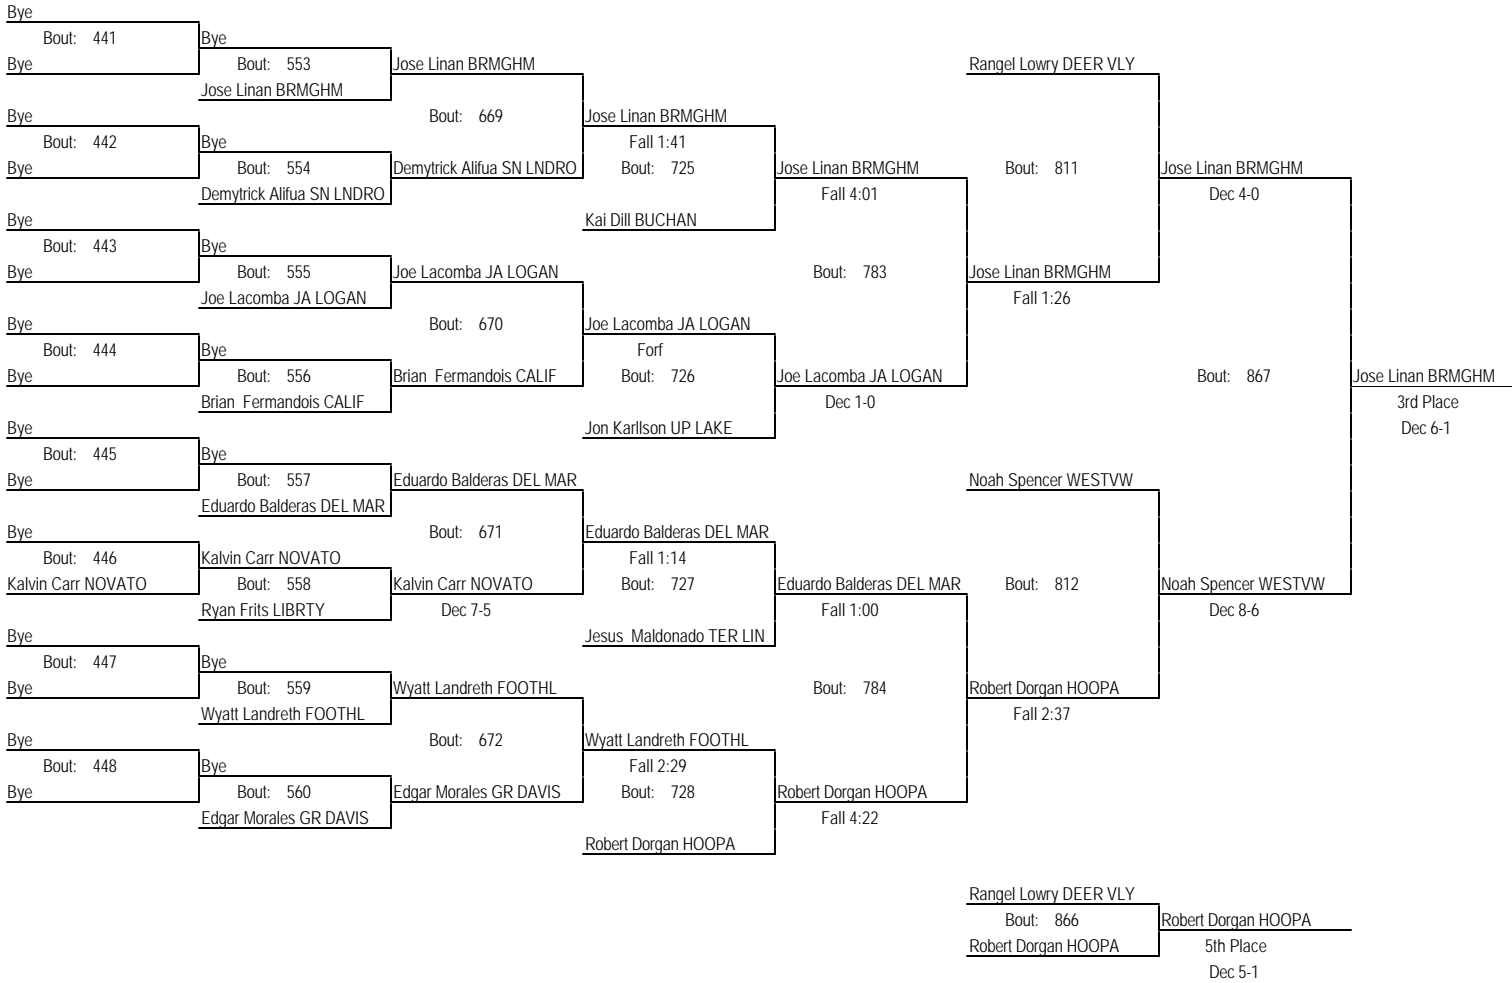 Bye
Bout: 441 Bye
Bye Bout: 553 Jose Linan BRMGHM Rangel Lowry DEER VLY
Jose Linan BRMGHM
Bye Bout: 669 Jose Linan BRMGHM
Bout: 442 Bye Fall 1:41
Bye Bout: 554 Demytrick Alifua SN LNDRO Bout: 725 Jose Linan BRMGHM Bout: 811 Jose Linan BRMGHM
Demytrick Alifua SN LNDRO Fall 4:01 Dec 4-0
Bye Kai Dill BUCHAN
Bout: 443 Bye
Bye Bout: 555 Joe Lacomba JA LOGAN Bout: 783 Jose Linan BRMGHM
Joe Lacomba JA LOGAN Fall 1:26
Bye Bout: 670 Joe Lacomba JA LOGAN
Bout: 444 Bye Forf
Bye Bout: 556 Brian Fermandois CALIF Bout: 726 Joe Lacomba JA LOGAN Bout: 867 Jose Linan BRMGHM
Brian Fermandois CALIF Dec 1-0 3rd Place
Bye Jon Karllson UP LAKE Dec 6-1
Bout: 445 Bye
Bye Bout: 557 Eduardo Balderas DEL MAR Noah Spencer WESTVW
Eduardo Balderas DEL MAR
Bye Bout: 671 Eduardo Balderas DEL MAR
Bout: 446 Kalvin Carr NOVATO Fall 1:14
Kalvin Carr NOVATO Bout: 558 Kalvin Carr NOVATO Bout: 727 Eduardo Balderas DEL MAR Bout: 812 Noah Spencer WESTVW
Ryan Frits LIBRTY Dec 7-5 Fall 1:00 Dec 8-6
Bye Jesus Maldonado TER LIN
Bout: 447 Bye
Bye Bout: 559 Wyatt Landreth FOOTHL Bout: 784 Robert Dorgan HOOPA
Wyatt Landreth FOOTHL Fall 2:37
Bye Bout: 672 Wyatt Landreth FOOTHL
Bout: 448 Bye Fall 2:29
Bye Bout: 560 Edgar Morales GR DAVIS Bout: 728 Robert Dorgan HOOPA
Edgar Morales GR DAVIS Fall 4:22
Robert Dorgan HOOPA
Rangel Lowry DEER VLY
Bout: 866 Robert Dorgan HOOPA
Robert Dorgan HOOPA 5th Place
Dec 5-1